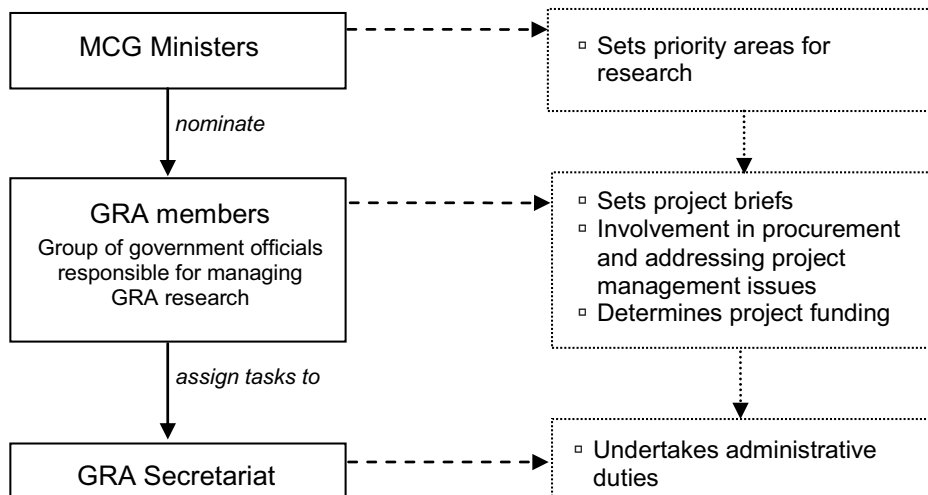 MCG Ministers
▫ Sets priority areas for
research
nominate
GRA members
Group of government officials
responsible for managing
GRA research
▫ Sets project briefs
▫ Involvement in procurement
and addressing project
management issues
▫ Determines project funding
assign tasks to
GRA Secretariat
▫ Undertakes administrative
duties